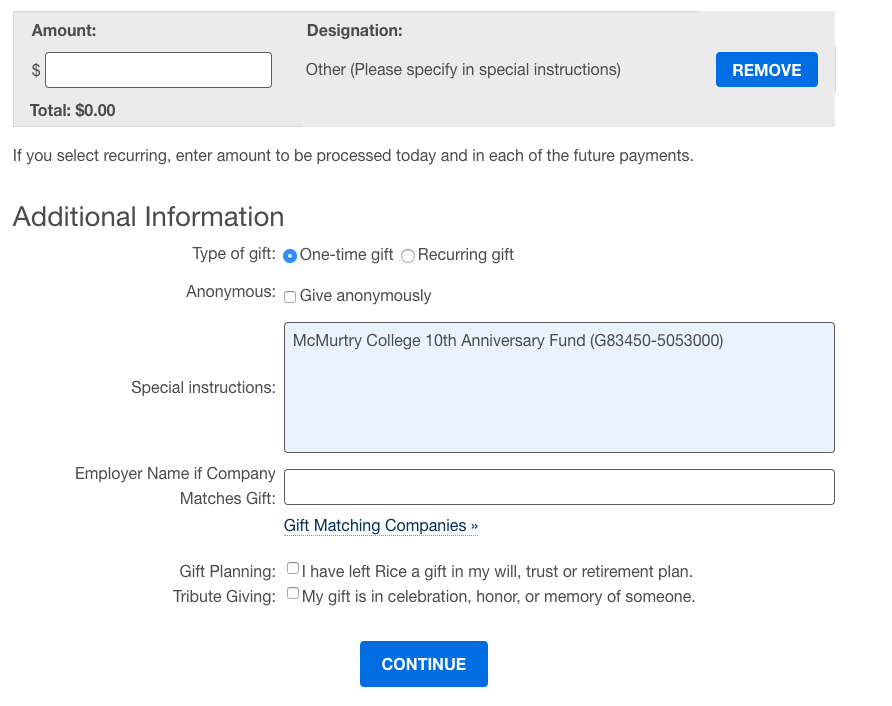 Amount: Designation:
$ Other (Please specify in special instructions) REMOVE
Total: $0.00
If you select recurring, enter amount to be processed today and in each of the future payments.
Additional Information
Type of gift: One-time gift Recurring gift
Anonymous: Give anonymously
McMurtry College 10th Anniversary Fund (G83450-5053000)
Special instructions:
Employer Name if Company
Matches Gift:
Gift Matching Companies »
Gift Planning: I have left Rice a gift in my will, trust or retirement plan.
Tribute Giving: My gift is in celebration, honor, or memory of someone.
CONTINUE